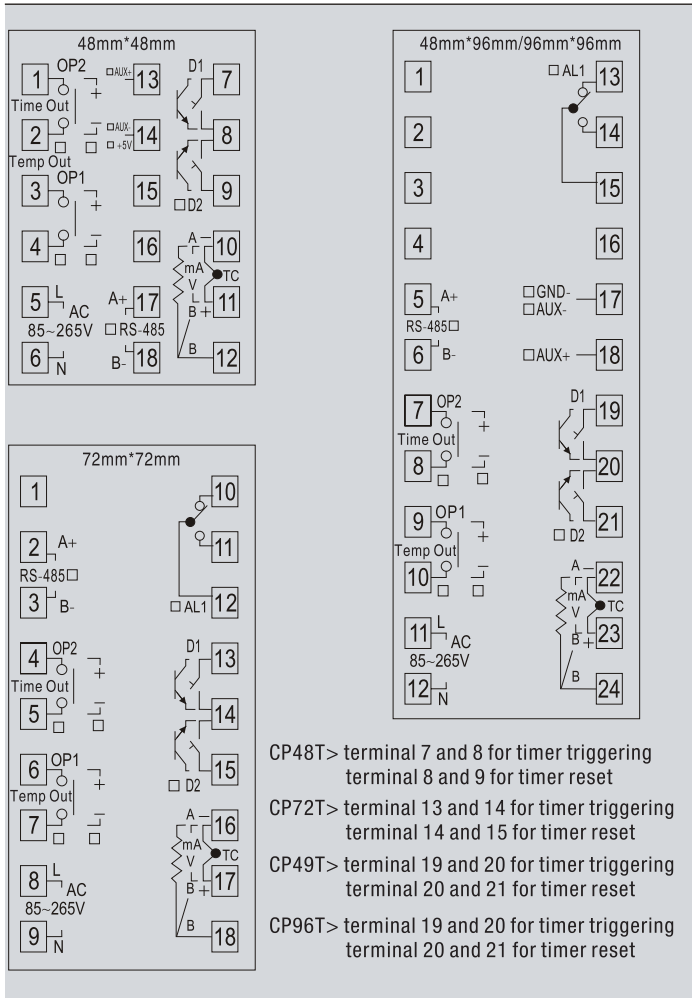 48mm*48mm
1 OP2 AUX+ 13 D1 7
+
Time Out
2 AUX- 14 8
+5V
Temp Out
3 OP1 15 9
+ D2
4 16 A - 10
mA
V TC
5 L A+ 17 11
AC B +
85~265V RS-485
6 N B- 18 B 12
72mm*72mm
1 10
2 A+ 11
RS-485
3 B- AL1 12
4 OP2 D1 13
+
Time Out
5 14
6 OP1 15
+ D2
Temp Out
7 A - 16
mA
V TC
8 L 17
AC B +
85~265V
9 N B 18
48mm*96mm/96mm*96mm
1 AL1 13
2 14
3 15
4 16
5 A+ GND- 17
AUX-
RS-485
6 B- AUX+ 18
7 OP2 D1 19
+
Time Out
8 20
9 OP1 21
+ D2
Temp Out
10 A - 22
mA
V TC
11 L 23
AC B +
85~265V
12 N B 24
CP48T> terminal 7 and 8 for timer triggering
terminal 8 and 9 for timer reset
CP72T> terminal 13 and 14 for timer triggering
terminal 14 and 15 for timer reset
CP49T> terminal 19 and 20 for timer triggering
terminal 20 and 21 for timer reset
CP96T> terminal 19 and 20 for timer triggering
terminal 20 and 21 for timer reset